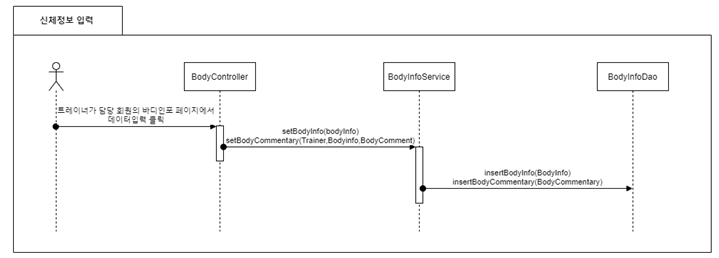 신체정보 입력
BodyController
BodyInfoService
BodyInfoDao
트레이너가 담당 회원의 바디인포 페이지에서
데이터입력 클릭
setBodyInfo(bodyInfo)
setBodyCommentary(Trainer,BodyInfo,BodyComment)
insertBodyInfo(BodyInfo)
insertBodyCommentary(BodyCommentary)